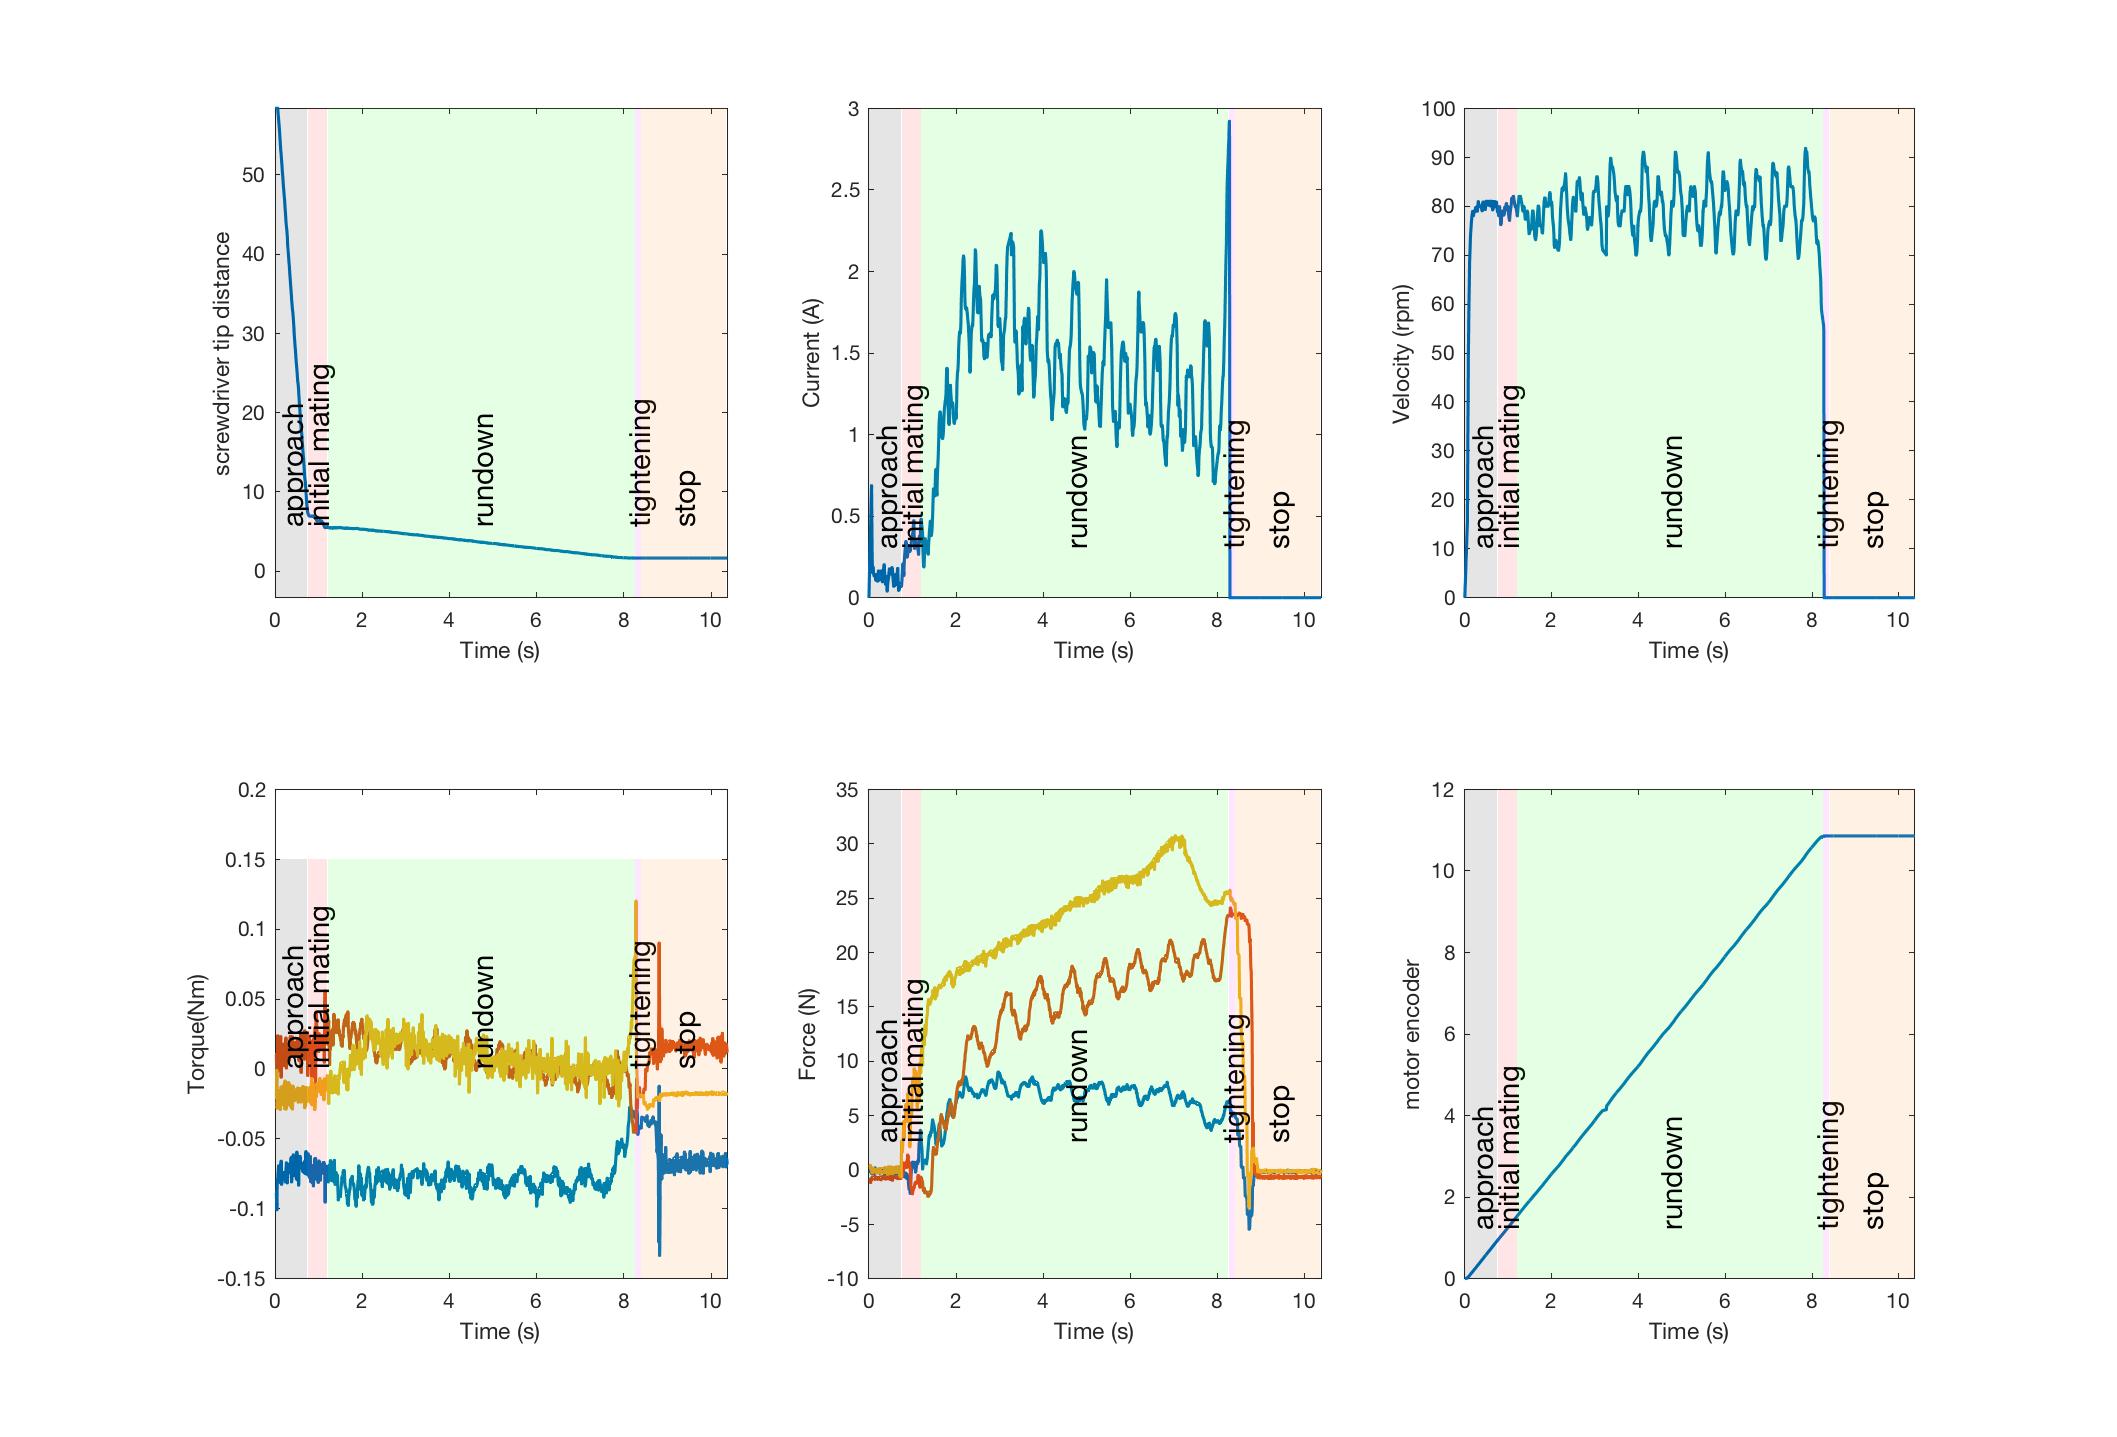 screwdriver tip distance
50
40
30
20
10
0
approach
initial mating
rundown
tightening
stop
0 2 4 6 8 10
Time (s)
Current (A)
3
2.5
2
1.5
1
0.5
0
approach
initial mating
rundown
tightening
stop
0 2 4 6 8 10
Time (s)
Velocity (rpm)
100
90
80
70
60
50
40
30
20
10
0
approach
initial mating
rundown
tightening
stop
0 2 4 6 8 10
Time (s)
Torque(Nm)
0.2
0.15
0.1
0.05
0
-0.05
-0.1
-0.15
approach
initial mating
rundown
tightening
stop
0 2 4 6 8 10
Time (s)
Force (N)
35
30
25
20
15
10
5
0
-5
-10
approach
initial mating
rundown
tightening
stop
0 2 4 6 8 10
Time (s)
motor encoder
12
10
8
6
4
2
0
approach
initial mating
rundown
tightening
stop
0 2 4 6 8 10
Time (s)